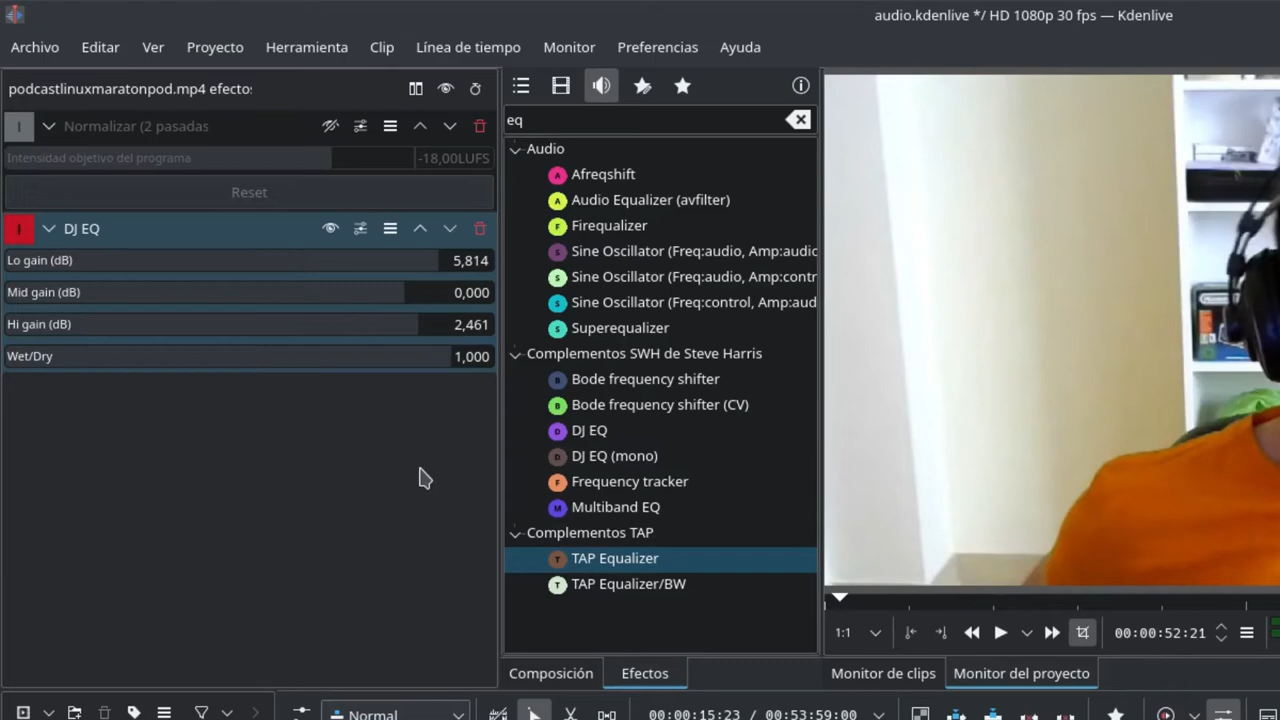 audio.kdenlive */ HD 1080p 30 fps — Kdenlive
Archivo Editar Ver Proyecto Herramienta Clip Línea de tiempo Monitor Preferencias Ayuda
podcastlinuxmaratonpod.mp4 efectos
Normalizar (2 pasadas
Intensidad objetivo del programa -18,00LUFS
Reset
DJ EQ
Lo gain (dB) 5,814
Mid gain (dB) 0,000
Hi gain (dB) 2,461
Wet/Dry 1,000
eq
Audio
Afreqshift
Audio Equalizer (avfilter)
Firequalizer
Sine Oscillator (Freq:audio, Amp:audio
Sine Oscillator (Freq:audio, Amp:contr
Sine Oscillator (Freq:control, Amp:aud
Superequalizer
Complementos SWH de Steve Harris
Bode frequency shifter
Bode frequency shifter (CV)
DJ EQ
DJ EQ (mono)
Frequency tracker
Multiband EQ
Complementos TAP
TAP Equalizer
TAP Equalizer/BW
Composición Efectos
1:1 00:00:52:21
Monitor de clips Monitor del proyecto
Normal 00:00:15:23 / 00:53:59:00